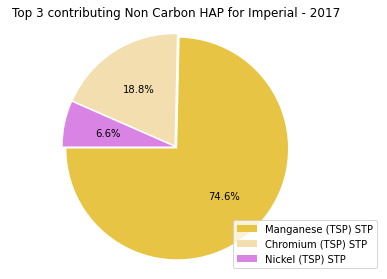 Top 3 contributing Non Carbon HAP for Imperial - 2017
18.8%
6.6%
74.6%
Manganese (TSP) STP
Chromium (TSP) STP
Nickel (TSP) STP